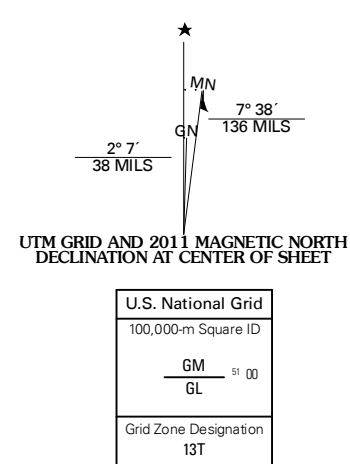 MN
GN
7° 38´
136 MILS
2° 7´
38 MILS
UTM GRID AND 2011 MAGNETIC NORTH
DECLINATION AT CENTER OF SHEET
U.S. National Grid
100,000-m Square ID
GM
51 00
GL
Grid Zone Designation
13T